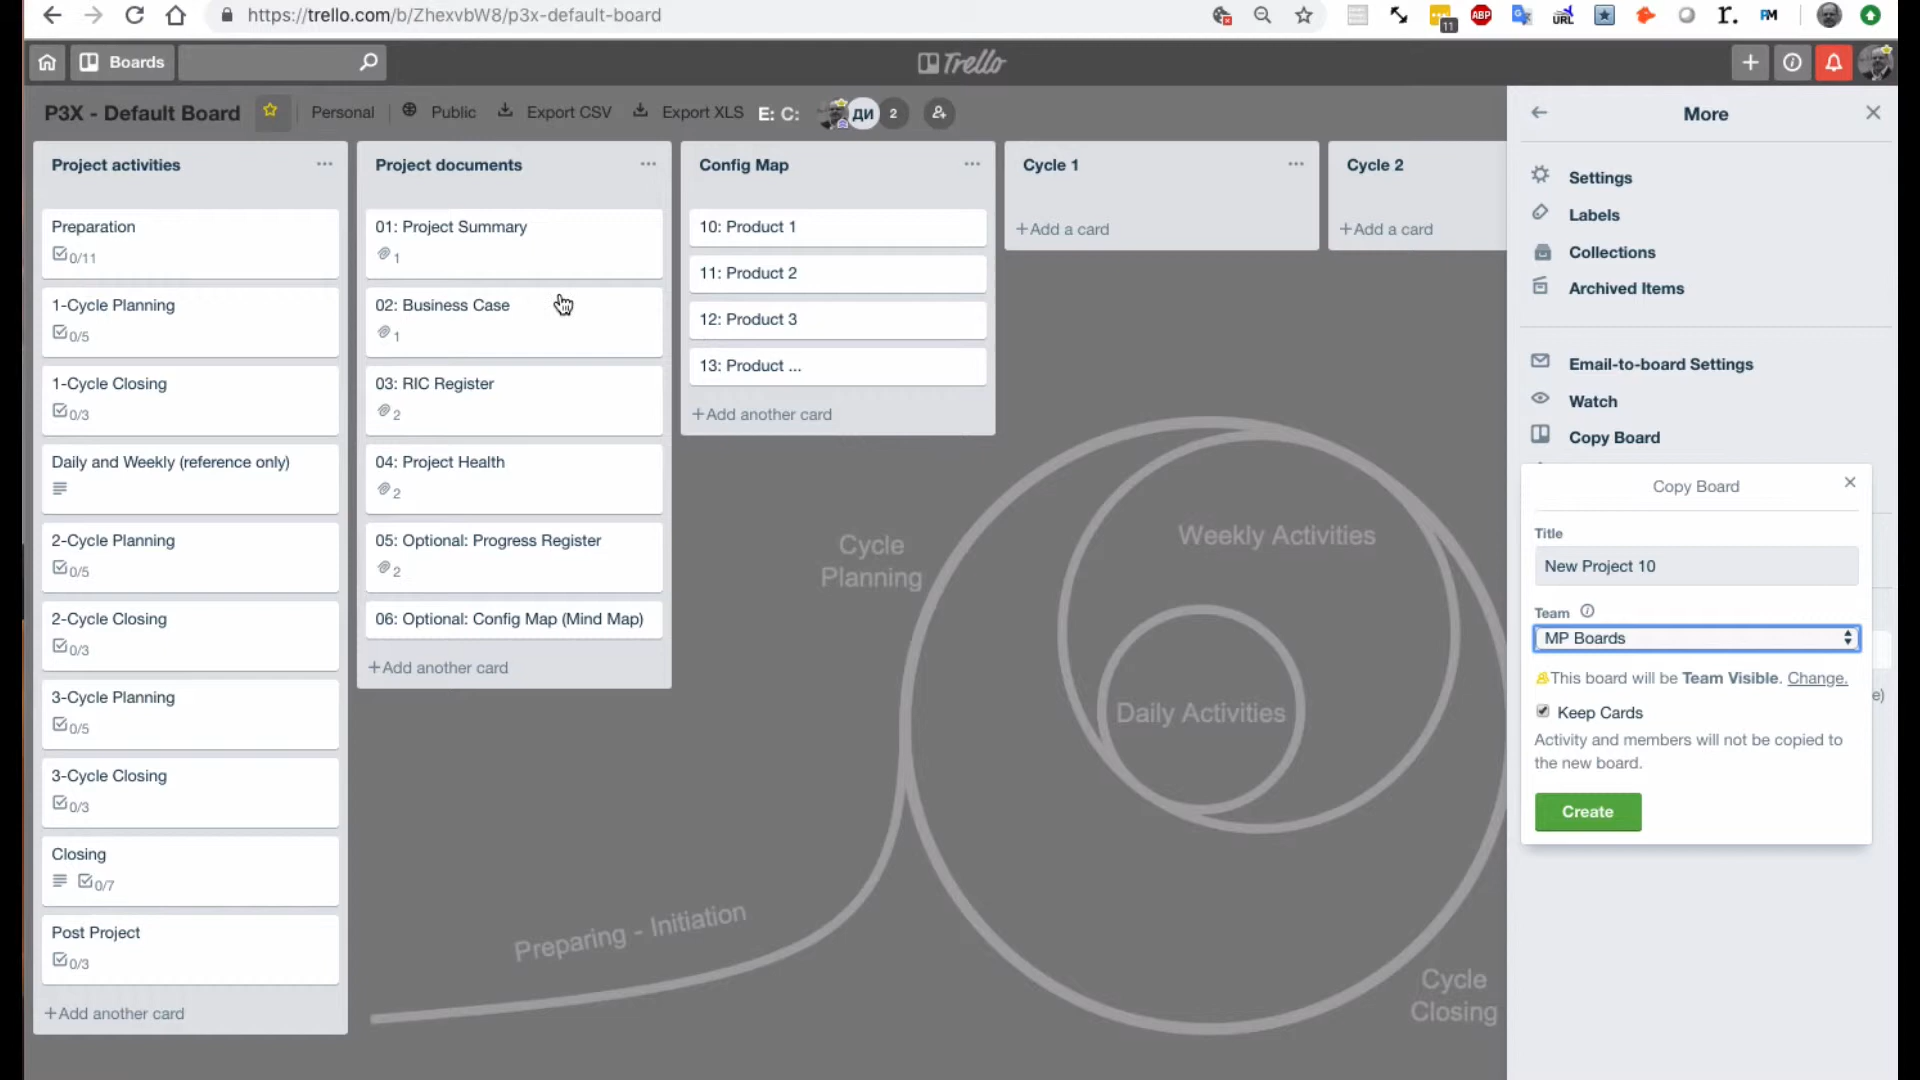 https://trello.com/b/ZhexvbW8/p3x-default-board
11
ABP
URL
r.
PM
Boards
Trello
P3X - Default Board
Personal
Public
Export CSV
Export XLS
E: C:
ДИ
2
More
Project activities
Preparation
0/11
1-Cycle Planning
0/5
1-Cycle Closing
0/3
Daily and Weekly (reference only)
2-Cycle Planning
0/5
2-Cycle Closing
0/3
3-Cycle Planning
0/5
3-Cycle Closing
0/3
Closing
0/7
Post Project
0/3
+Add another card
Project documents
01: Project Summary
1
02: Business Case
1
03: RIC Register
2
04: Project Health
2
05: Optional: Progress Register
2
06: Optional: Config Map (Mind Map)
+Add another card
Config Map
10: Product 1
11: Product 2
12: Product 3
13: Product ...
+Add another card
Cycle 1
+Add a card
Cycle 2
+Add a card
Cycle
Planning
Weekly Activities
Daily Activities
Preparing - Initiation
Cycle
Closing
Settings
Labels
Collections
Archived Items
Email-to-board Settings
Watch
Copy Board
Copy Board
Title
New Project 10
Team
MP Boards
This board will be Team Visible. Change.
Keep Cards
Activity and members will not be copied to
the new board.
Create
e)